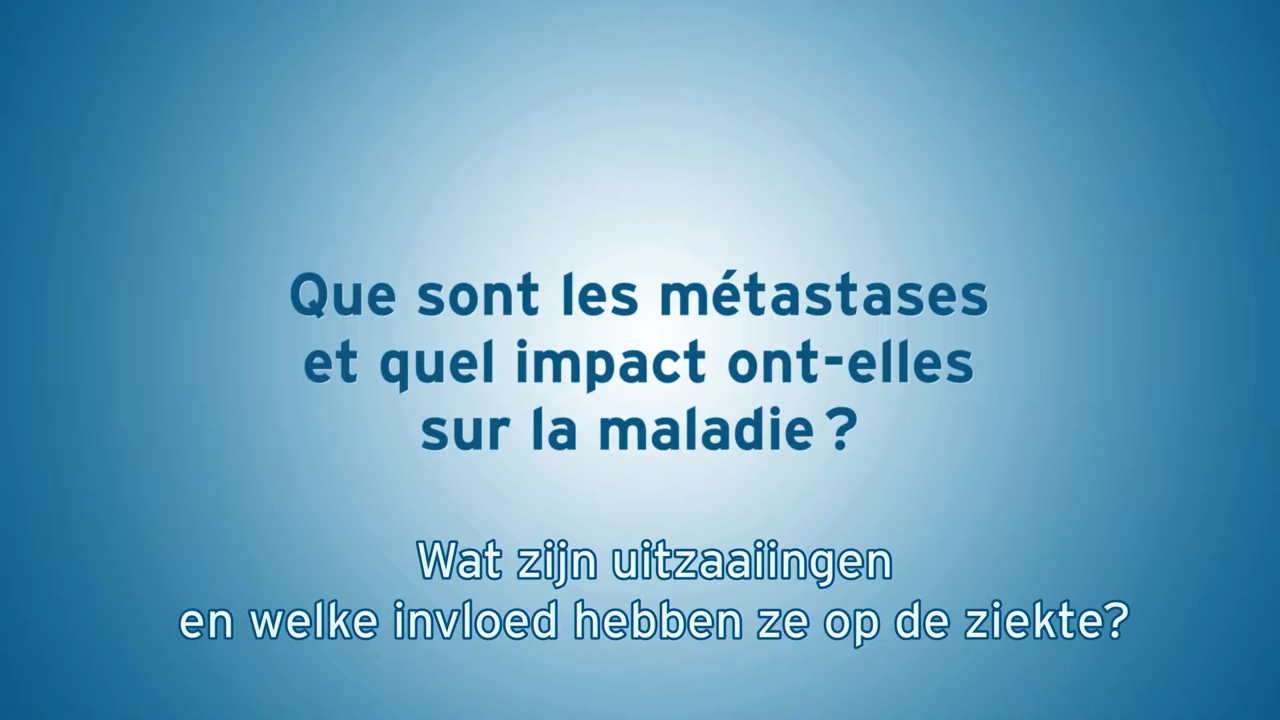 Que sont les métastases
et quel impact ont-elles
sur la maladie ?
Wat zijn uitzaaiingen
en welke invloed hebben ze op de ziekte?